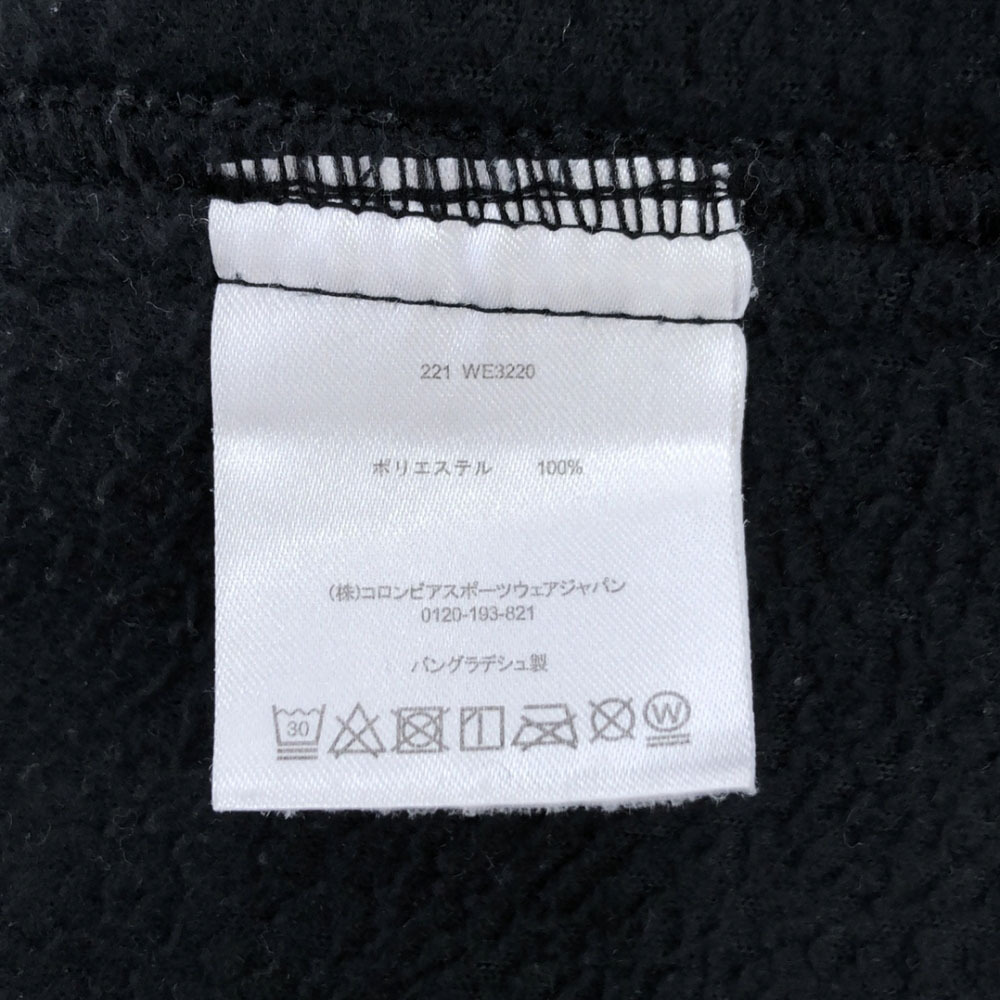 221 WE3220
ポリエステル 100%
(株)コロンビアスポーツウェアジャパン
0120-193-821
バングラデシュ製
30 W